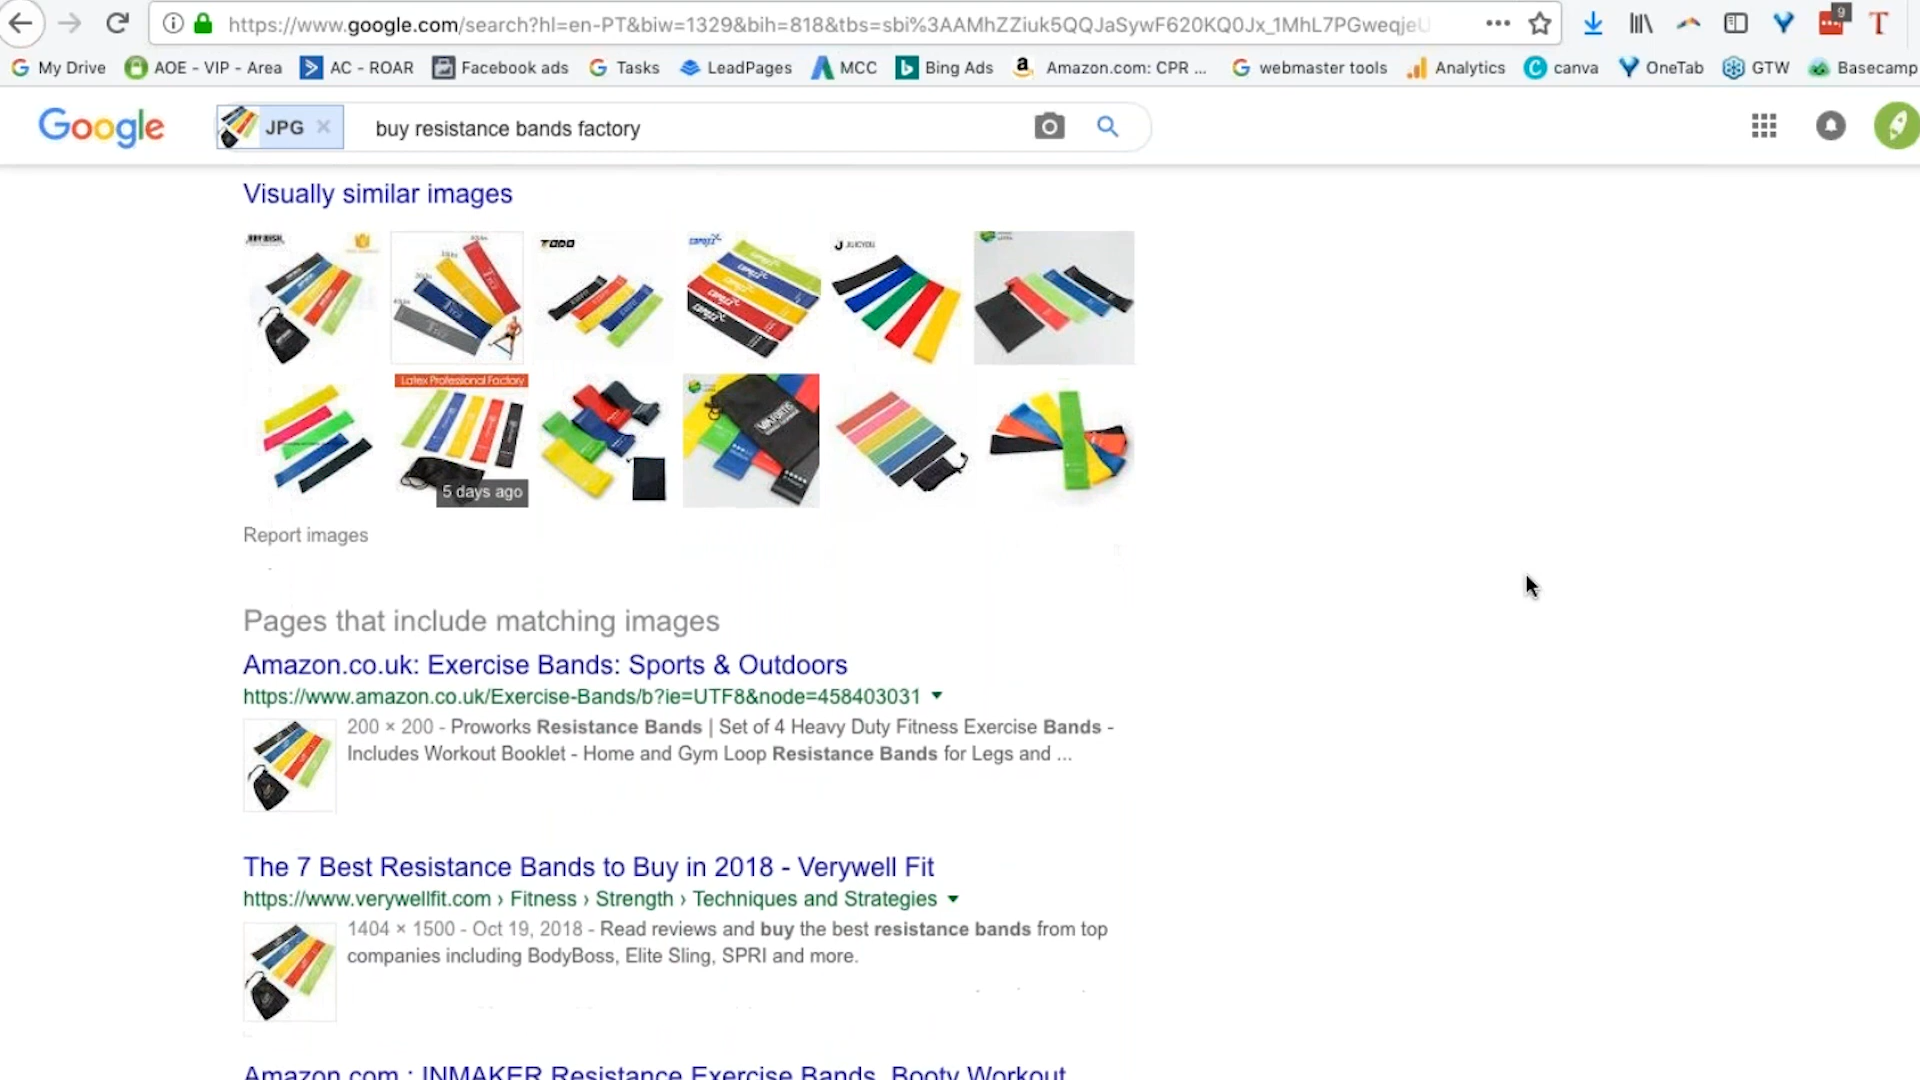 https://www.google.com/search?hl=en-PT&biw=1329&bih=818&tbs=sbi%3AAMhZZiuk5QQJaSywF620KQ0Jx_1MhL7PGweqjeU
9
T
My Drive AOE - VIP - Area AC - ROAR Facebook ads Tasks LeadPages MCC Bing Ads Amazon.com: CPR ... webmaster tools Analytics canva OneTab GTW Basecamp
Google JPG buy resistance bands factory
Visually similar images
TODO
JUICYOU
Latex Professional Factory
5 days ago
Report images
Pages that include matching images
Amazon.co.uk: Exercise Bands: Sports & Outdoors
https://www.amazon.co.uk/Exercise-Bands/b?ie=UTF8&node=458403031
200 × 200 - Proworks Resistance Bands | Set of 4 Heavy Duty Fitness Exercise Bands -
Includes Workout Booklet - Home and Gym Loop Resistance Bands for Legs and ...
The 7 Best Resistance Bands to Buy in 2018 - Verywell Fit
https://www.verywellfit.com › Fitness › Strength › Techniques and Strategies
1404 × 1500 - Oct 19, 2018 - Read reviews and buy the best resistance bands from top
companies including BodyBoss, Elite Sling, SPRI and more.
Amazon.com : INMAKER Resistance Exercise Bands, Booty Workout